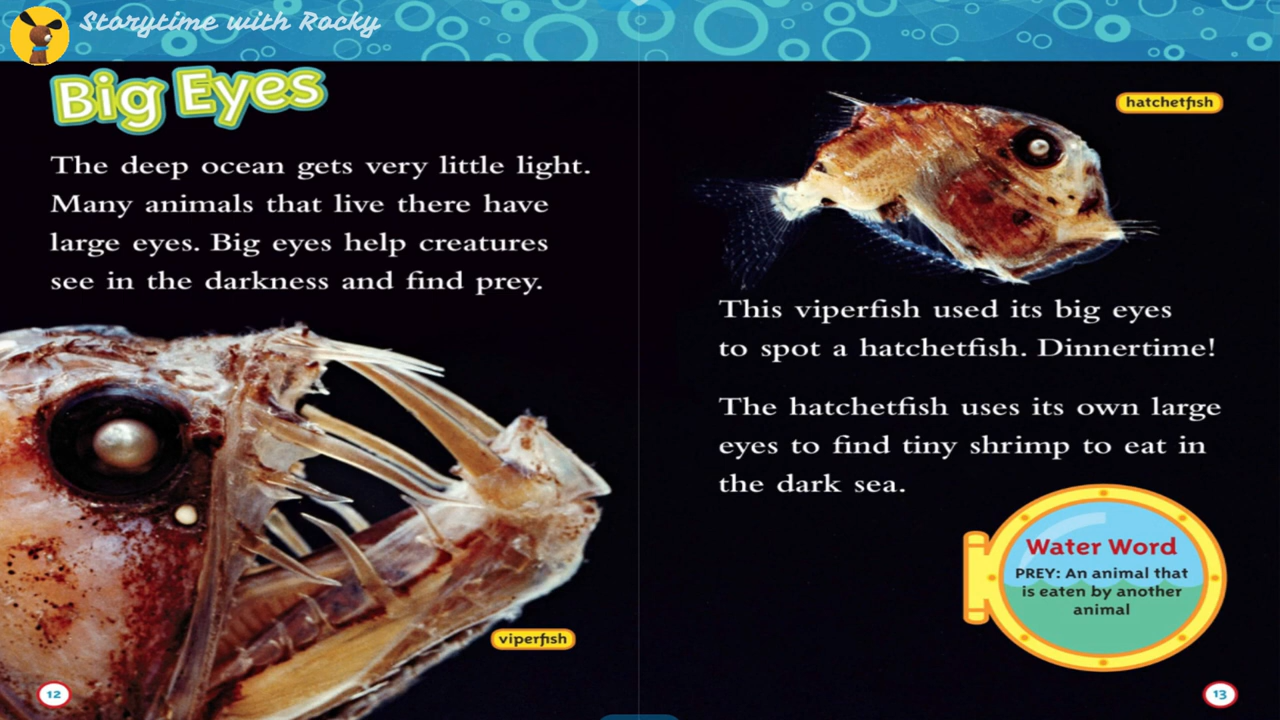 Storytime with Rocky
Big Eyes
The deep ocean gets very little light.
Many animals that live there have
large eyes. Big eyes help creatures
see in the darkness and find prey.
viperfish
12
hatchetfish
This viperfish used its big eyes
to spot a hatchetfish. Dinnertime!
The hatchetfish uses its own large
eyes to find tiny shrimp to eat in
the dark sea.
Water Word
PREY: An animal that
is eaten by another
animal
13